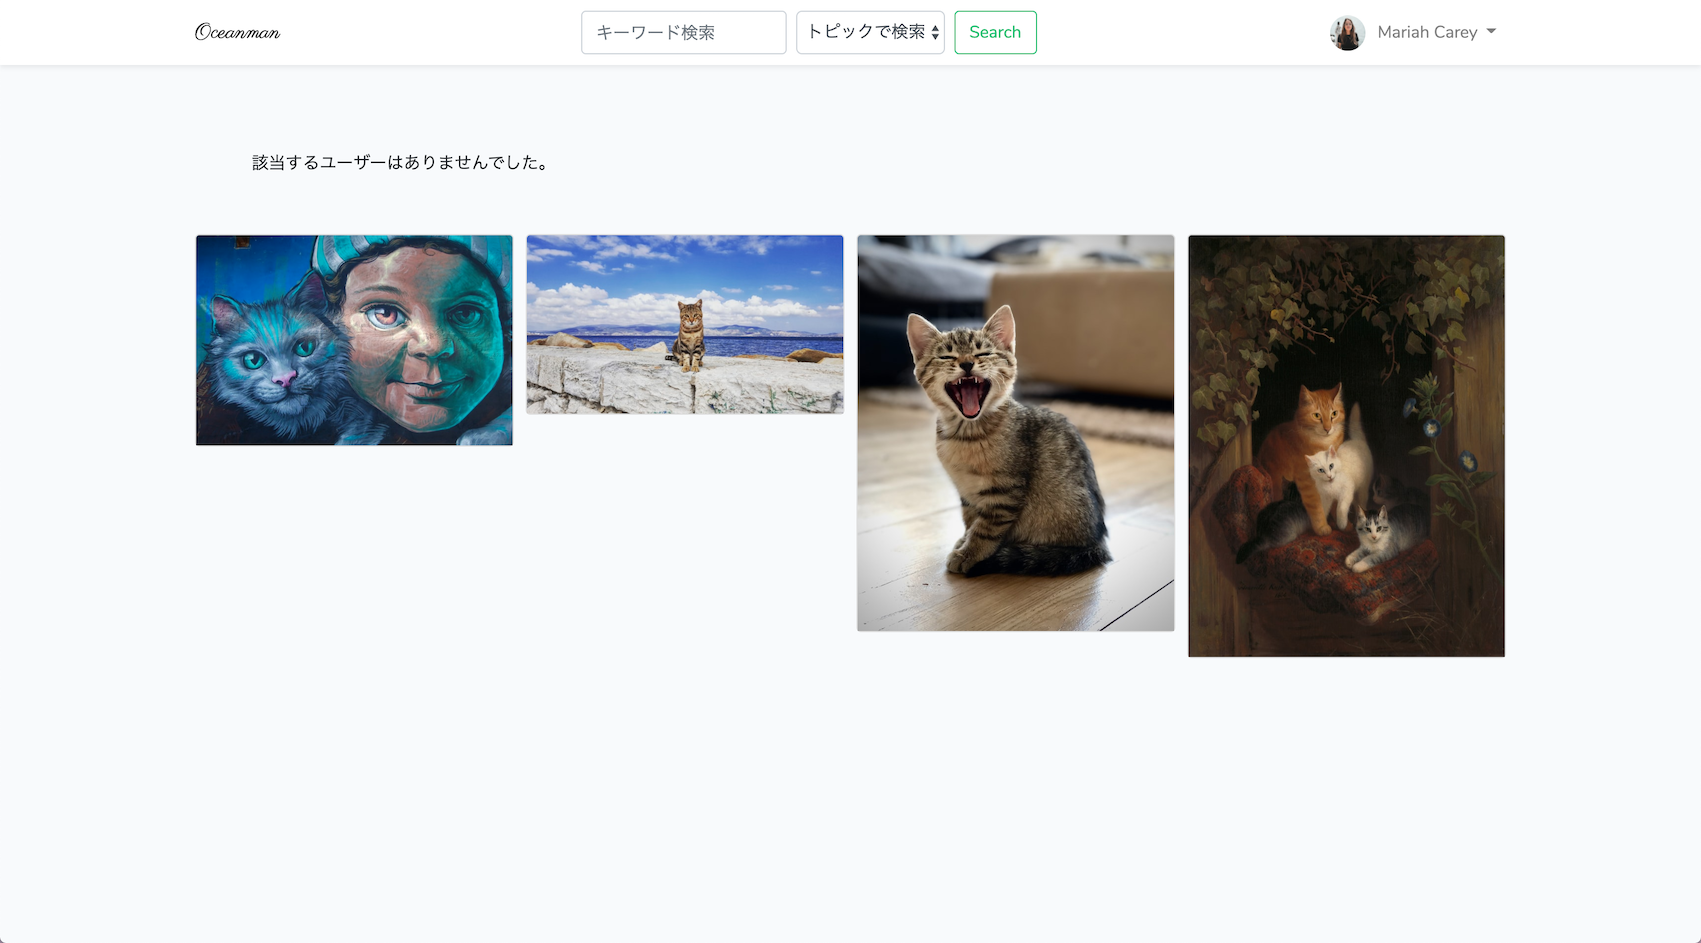 Oceanman
キーワード検索
トピックで検索
Search
Mariah Carey
該当するユーザーはありませんでした。